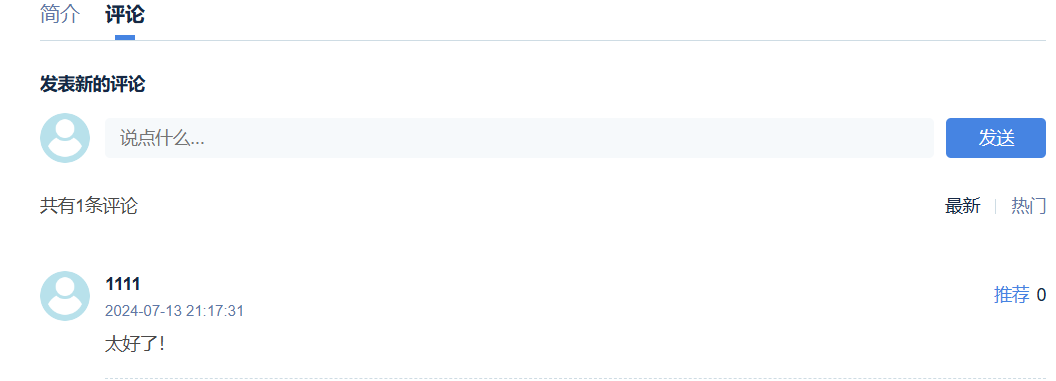 简介 评论
发表新的评论
说点什么... 发送
共有1条评论 最新 热门
1111
2024-07-13 21:17:31 推荐 0
太好了！